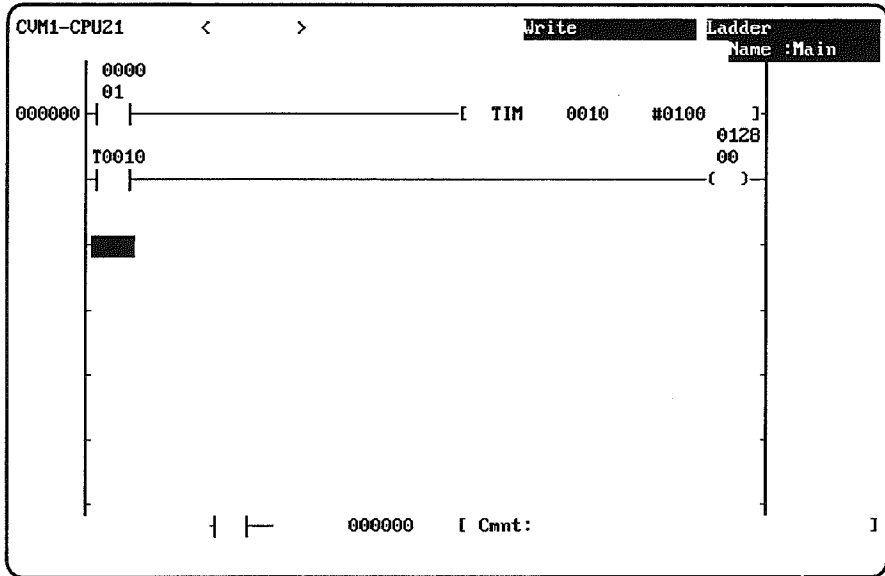 CVM1-CPU21 < > Write Ladder
Name :Main
0000
01
000000 [ TIM 0010 #0100 ]
0128
T0010 00
( )
000000 [ Cmnt: ]